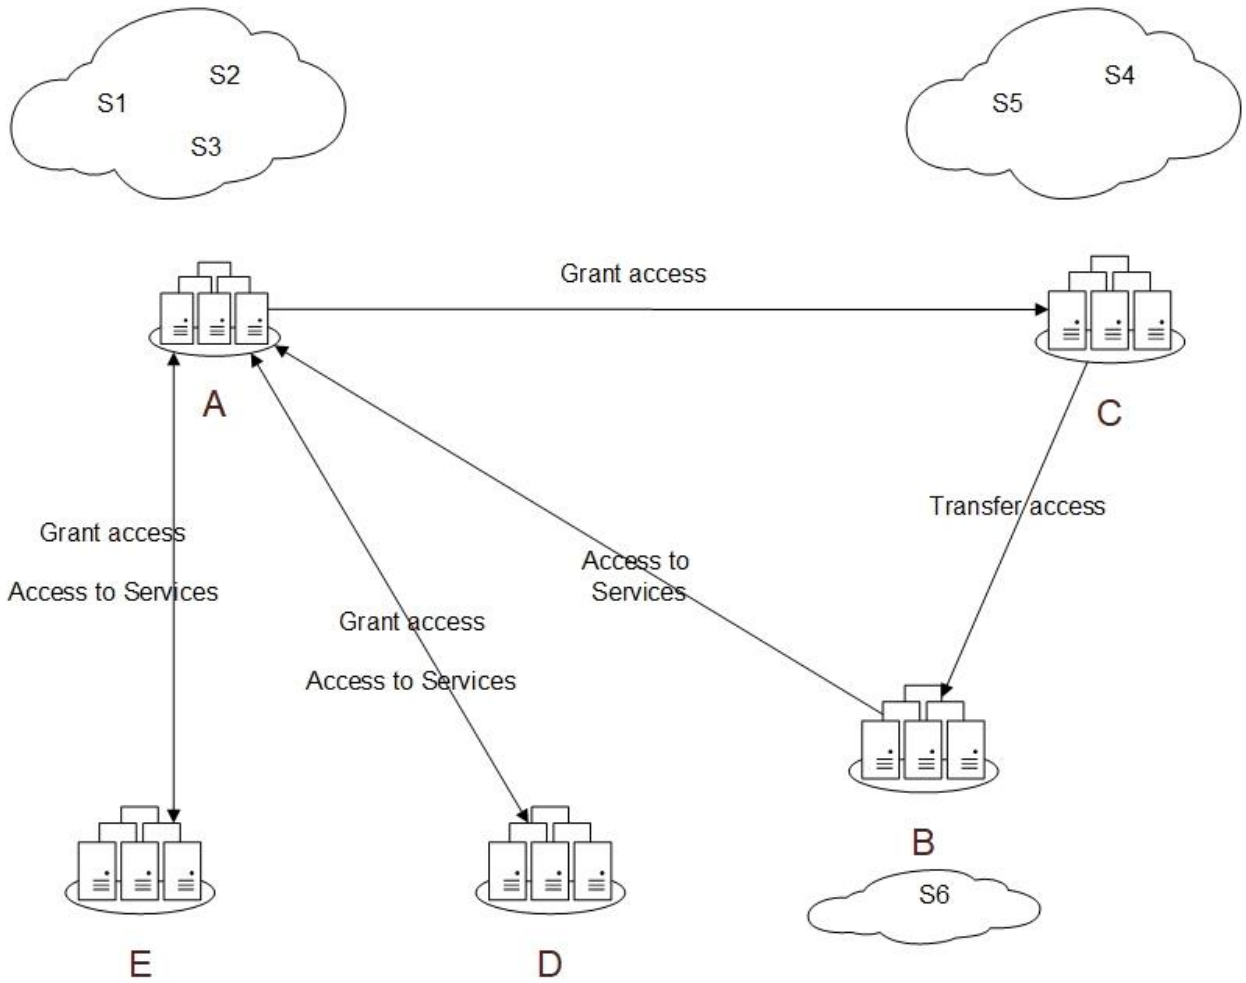 S2
S4
S1
S5
S3
Grant access
A
C
Transfer access
Grant access
Access to
Services
Access to Services
Grant access
Access to Services
B
S6
E
D